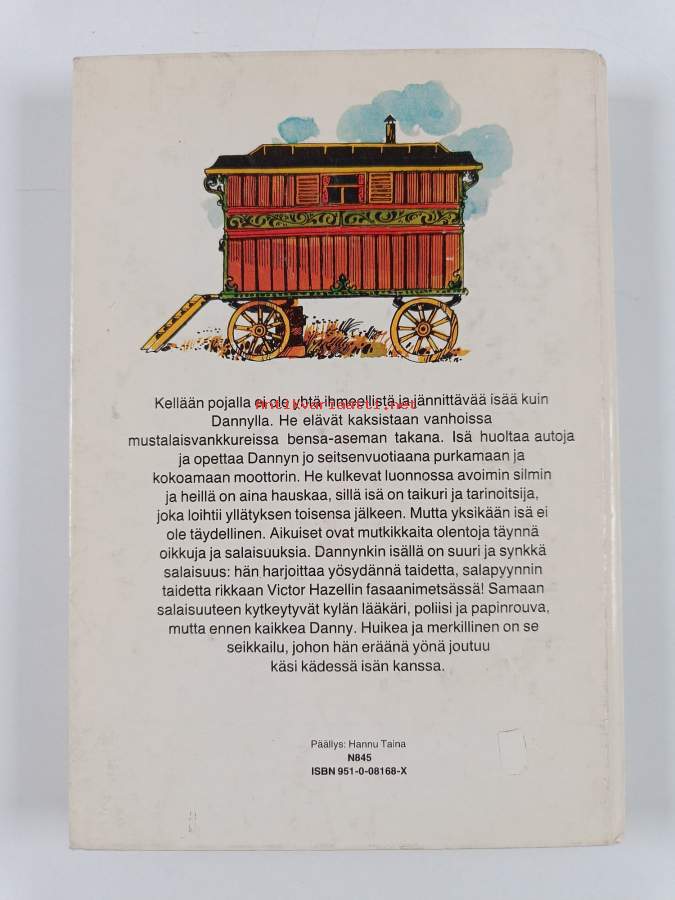 Kellään pojalla ei ole yhtä ihmeellistä ja jännittävää isää kuin
Antikvariaatti.net
Dannylla. He elävät kaksistaan vanhoissa
mustalaisvankkureissa bensa-aseman takana. Isä huoltaa autoja
ja opettaa Dannyn jo seitsenvuotiaana purkamaan ja
kokoamaan moottorin. He kulkevat luonnossa avoimin silmin
ja heillä on aina hauskaa, sillä isä on taikuri ja tarinoitsija,
joka loihtii yllätyksen toisensa jälkeen. Mutta yksikään isä ei
ole täydellinen. Aikuiset ovat mutkikkaita olentoja täynnä
oikkuja ja salaisuuksia. Dannynkin isällä on suuri ja synkkä
salaisuus: hän harjoittaa yösydännä taidetta, salapyynnin
taidetta rikkaan Victor Hazellin fasaanimetsässä! Samaan
salaisuuteen kytkeytyvät kylän lääkäri, poliisi ja papinrouva,
mutta ennen kaikkea Danny. Huikea ja merkillinen on se
seikkailu, johon hän eräänä yönä joutuu
käsi kädessä isän kanssa.
Päällys: Hannu Taina
N845
ISBN 951-0-08168-X